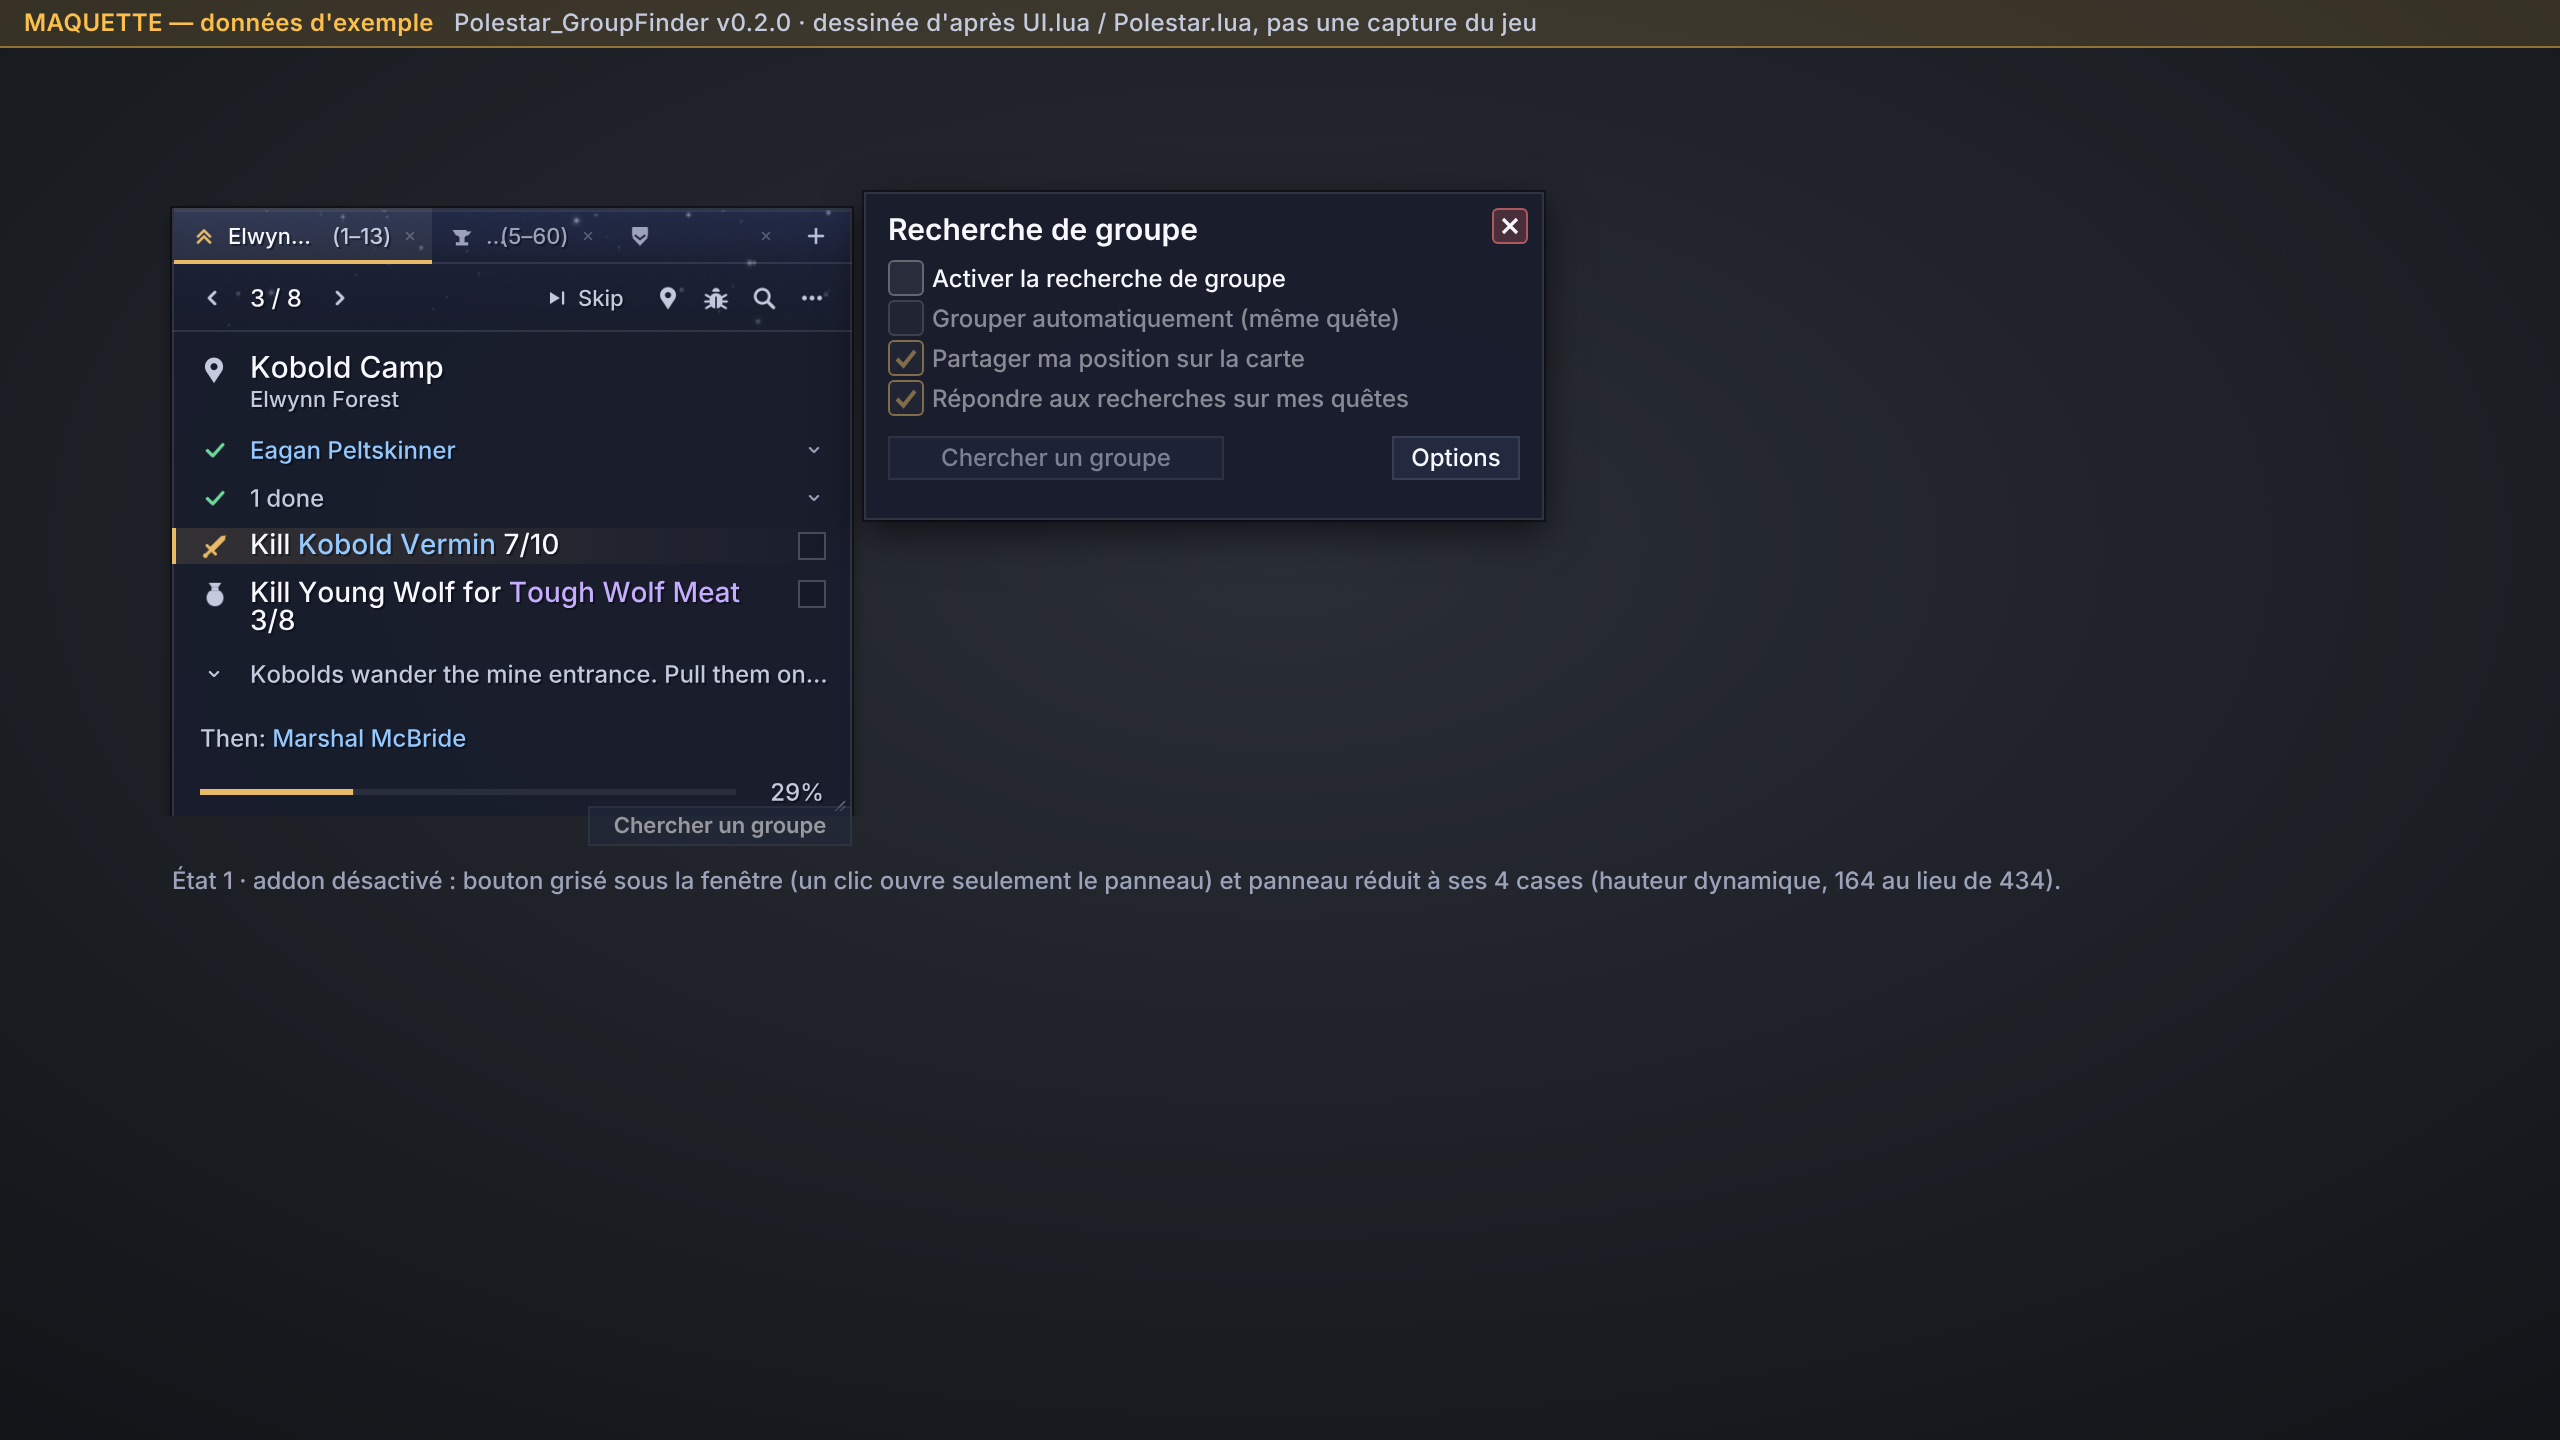 MAQUETTE — données d'exemple Polestar_GroupFinder v0.2.0 · dessinée d'après UI.lua / Polestar.lua, pas une capture du jeu
Elwyn... (1–13) × ...(5–60) × × +
3 / 8 Skip
Kobold Camp
Elwynn Forest
Eagan Peltskinner
1 done
Kill Kobold Vermin 7/10
Kill Young Wolf for Tough Wolf Meat
3/8
Kobolds wander the mine entrance. Pull them on...
Then: Marshal McBride
29%
Chercher un groupe
Recherche de groupe
Activer la recherche de groupe
Grouper automatiquement (même quête)
Partager ma position sur la carte
Répondre aux recherches sur mes quêtes
Chercher un groupe Options
État 1 · addon désactivé : bouton grisé sous la fenêtre (un clic ouvre seulement le panneau) et panneau réduit à ses 4 cases (hauteur dynamique, 164 au lieu de 434).